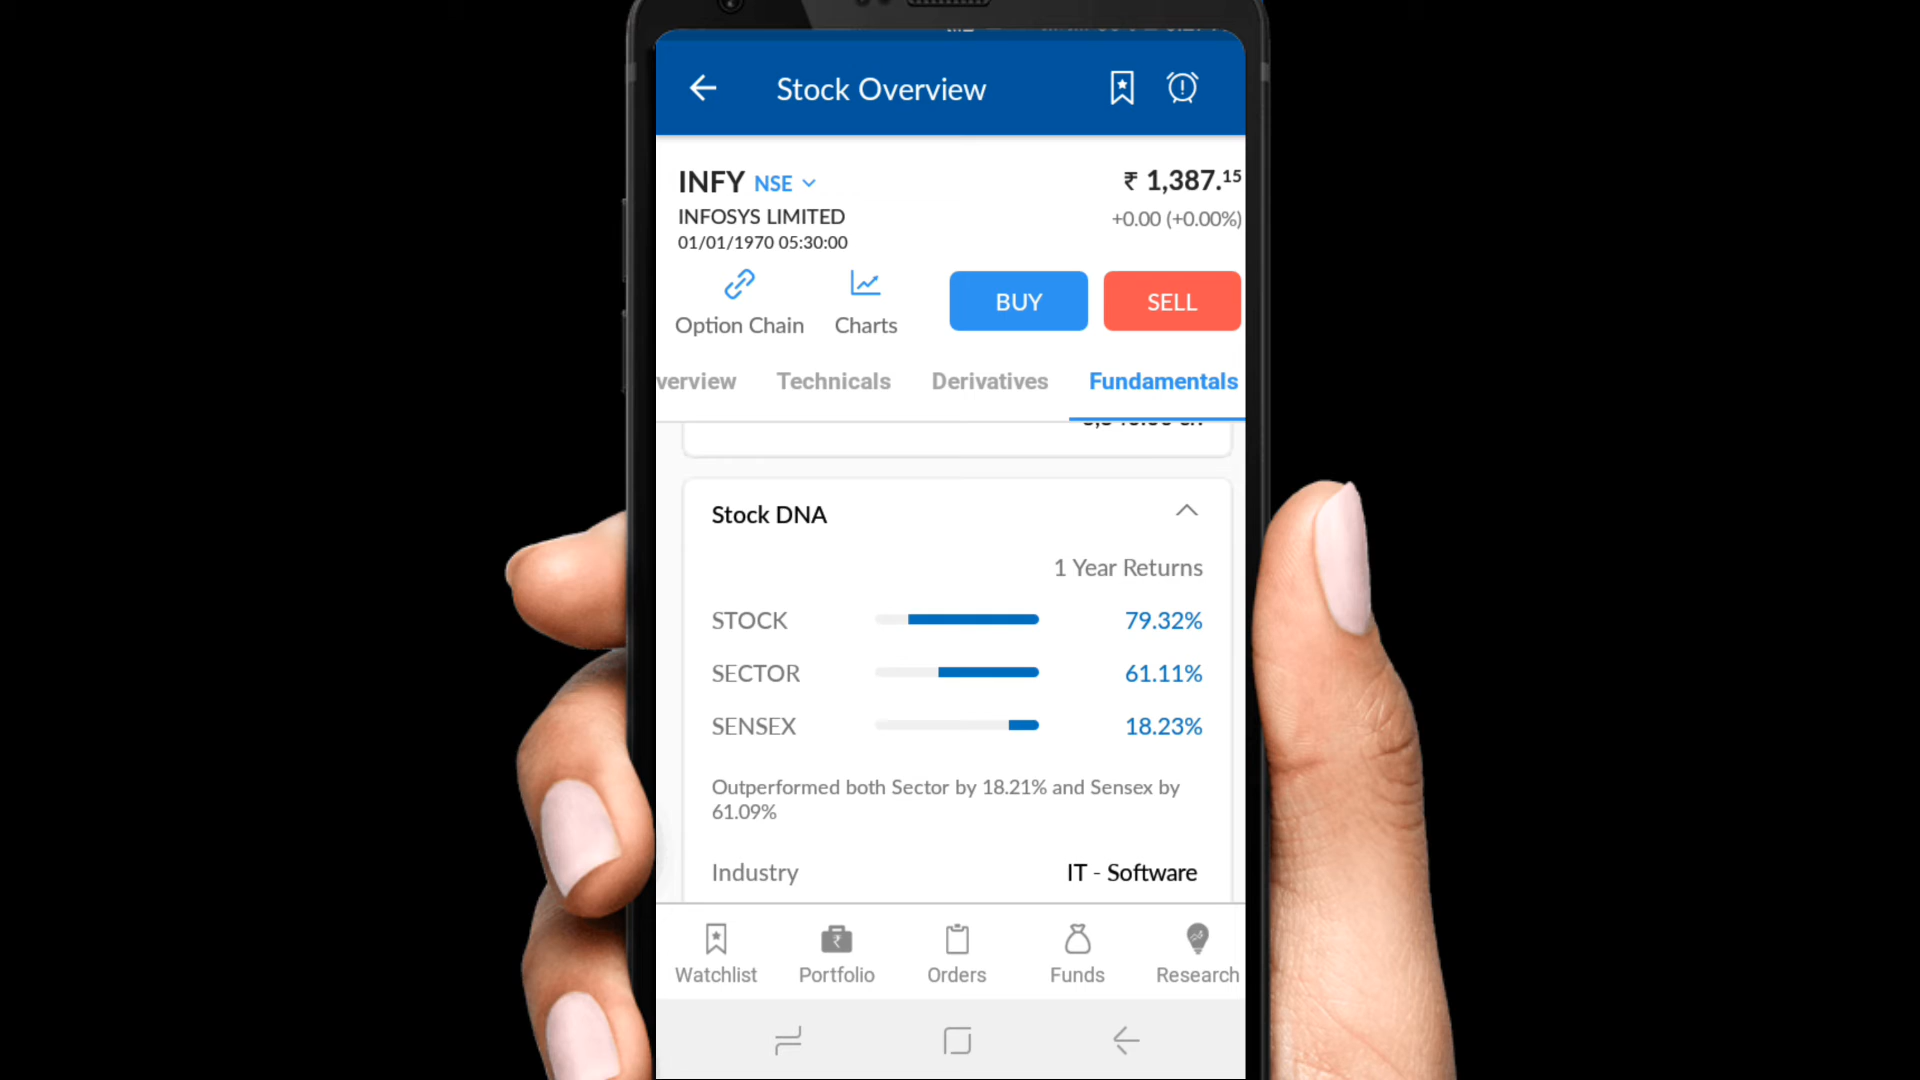 Stock Overview
INFY NSE
₹ 1,387.15
INFOSYS LIMITED
+0.00 (+0.00%)
01/01/1970 05:30:00
Option Chain
Charts
BUY
SELL
verview
Technicals
Derivatives
Fundamentals
Stock DNA
1 Year Returns
STOCK
79.32%
SECTOR
61.11%
SENSEX
18.23%
Outperformed both Sector by 18.21% and Sensex by
61.09%
Industry
IT - Software
Watchlist
Portfolio
Orders
Funds
Research